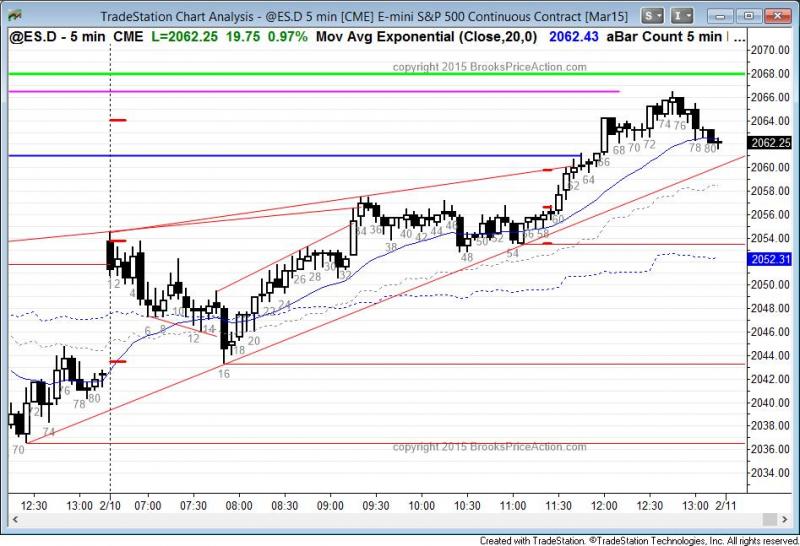 TradeStation Chart Analysis - @ES.D 5 min [CME] E-mini S&P 500 Continuous Contract [Mar15]
S I
@ES.D - 5 min CME L=2062.25 19.75 0.97% Mov Avg Exponential (Close,20,0) 2062.43 aBar Count 5 min I ...
copyright 2015 BrooksPriceAction.com
2070.00
2068.00
2066.00
2064.00
2062.25
2060.00
2058.00
2056.00
2054.00
2052.31
2050.00
2048.00
2046.00
2044.00
2042.00
2040.00
2038.00
2036.00
2034.00
70 72 74 76 78 80
12 4 6 8 10 12 14 16 18 20 22 24 26 28 30 32 34 36 38 40 42 44 46 48 50 52 54 56 58 60 62 64 66 68 70 72 74 76 78 80
copyright 2015 BrooksPriceAction.com
12:30 13:00 2/10 07:00 07:30 08:00 08:30 09:00 09:30 10:00 10:30 11:00 11:30 12:00 12:30 13:00 2/11
Created with TradeStation. ©TradeStation Technologies, Inc. All rights reserved.